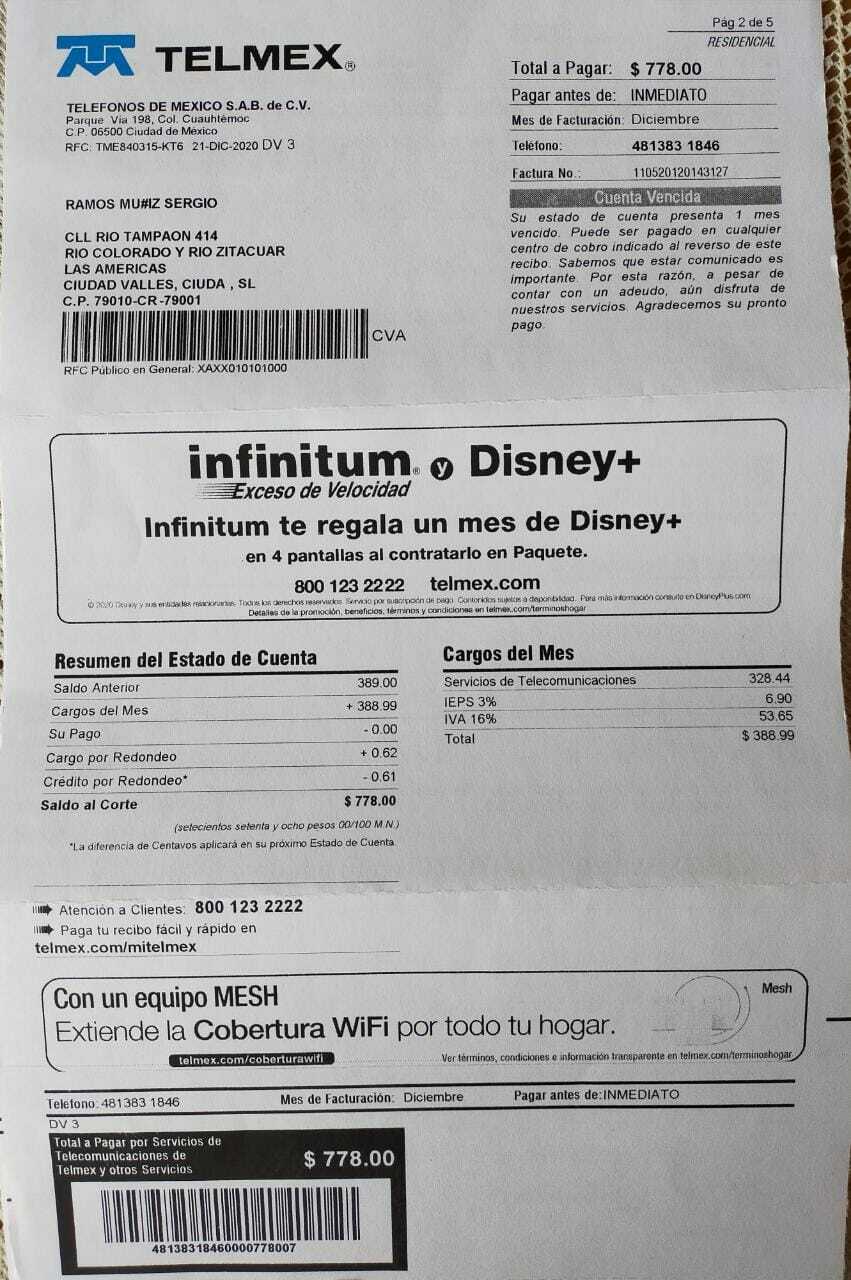 Pág 2 de 5
RESIDENCIAL
TELMEX®
TELEFONOS DE MEXICO S.A.B. de C.V.
Parque Vía 198, Col. Cuauhtémoc
C.P. 06500 Ciudad de México
RFC: TME840315-KT6 21-DIC-2020 DV 3
Total a Pagar: $ 778.00
Pagar antes de: INMEDIATO
Mes de Facturación: Diciembre
Teléfono: 481383 1846
Factura No.: 110520120143127
Cuenta Vencida
Su estado de cuenta presenta 1 mes
vencido. Puede ser pagado en cualquier
centro de cobro indicado al reverso de este
recibo. Sabemos que estar comunicado es
importante. Por esta razón, a pesar de
contar con un adeudo, aún disfruta de
nuestros servicios. Agradecemos su pronto
pago.
RAMOS MU#IZ SERGIO
CLL RIO TAMPAON 414
RIO COLORADO Y RIO ZITACUAR
LAS AMERICAS
CIUDAD VALLES, CIUDA , SL
C.P. 79010-CR-79001
CVA
RFC Público en General: XAXX010101000
infinitum® y Disney+
Exceso de Velocidad
Infinitum te regala un mes de Disney+
en 4 pantallas al contratarlo en Paquete.
800 123 2222 telmex.com
© 2020 Disney y sus entidades relacionadas. Todos los derechos reservados. Servicio por suscripción de pago. Contenidos sujetos a disponibilidad. Para más información consulte en DisneyPlus.com
Detalles de la promoción, beneficios, términos y condiciones en telmex.com/terminoshogar
Resumen del Estado de Cuenta
Saldo Anterior 389.00
Cargos del Mes + 388.99
Su Pago - 0.00
Cargo por Redondeo + 0.62
Crédito por Redondeo* - 0.61
Saldo al Corte $ 778.00
(setecientos setenta y ocho pesos 00/100 M.N.)
*La diferencia de Centavos aplicará en su próximo Estado de Cuenta.
Cargos del Mes
Servicios de Telecomunicaciones 328.44
IEPS 3% 6.90
IVA 16% 53.65
Total $ 388.99
Atención a Clientes: 800 123 2222
Paga tu recibo fácil y rápido en
telmex.com/mitelmex
Con un equipo MESH
Extiende la Cobertura WiFi por todo tu hogar.
Mesh
telmex.com/coberturawifi
Ver términos, condiciones e información transparente en telmex.com/terminoshogar
Teléfono: 481383 1846 Mes de Facturación: Diciembre Pagar antes de:INMEDIATO
DV 3
Total a Pagar por Servicios de
Telecomunicaciones de
Telmex y otros Servicios
$ 778.00
48138318460000778007